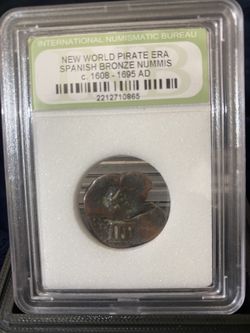 INTERNATIONAL NUMISMATIC BUREAU
NEW WORLD PIRATE ERA
SPANISH BRONZE NUMMIS
c. 1608 - 1695 AD
2212710865